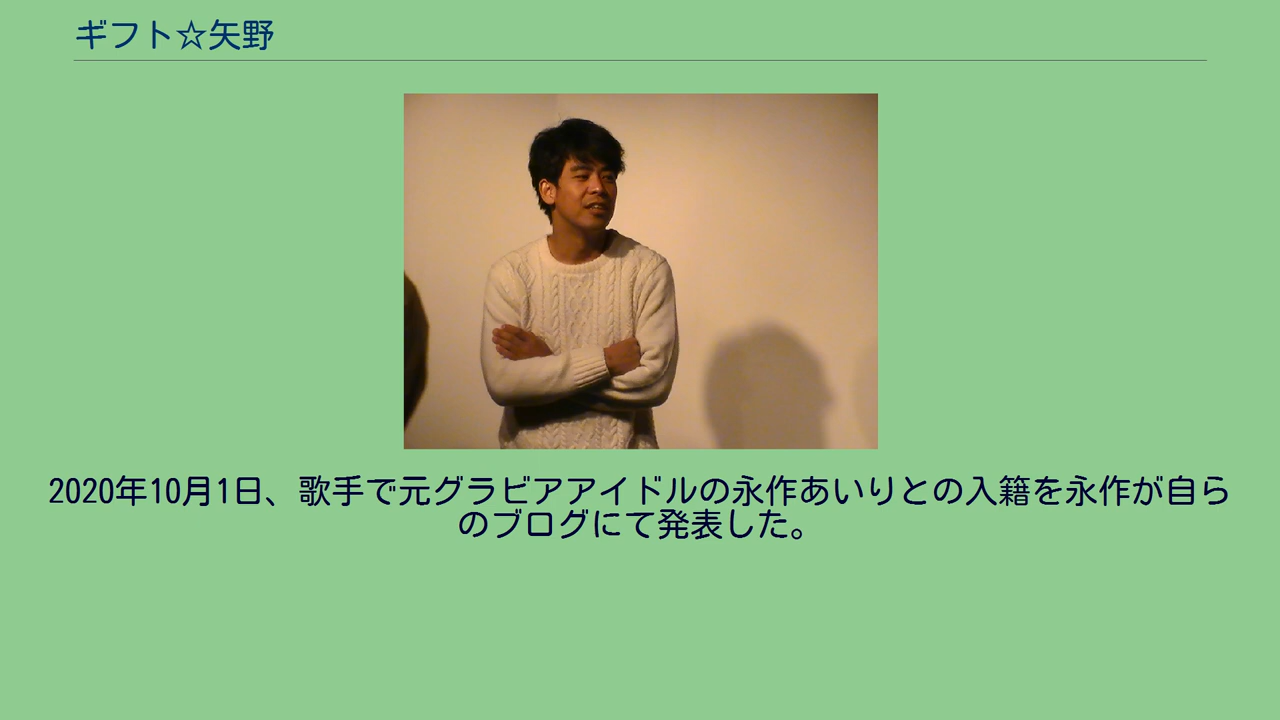 ギフト☆矢野
2020年10月1日、歌手で元グラビアアイドルの永作あいりとの入籍を永作が自ら
のブログにて発表した。